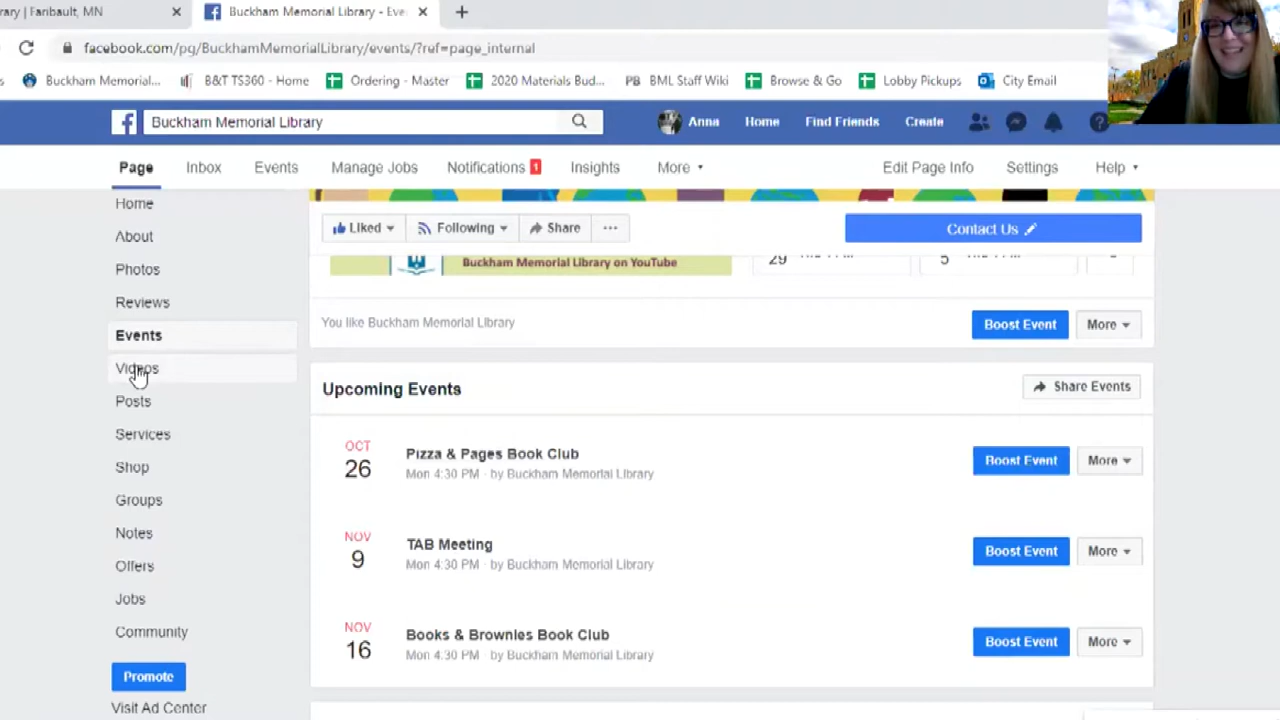 rary | Faribault, MN
Buckham Memorial Library - Eve
facebook.com/pg/BuckhamMemorialLibrary/events/?ref=page_internal
Buckham Memorial... B&T TS360 - Home Ordering - Master 2020 Materials Bud... PB BML Staff Wiki Browse & Go Lobby Pickups City Email
Buckham Memorial Library Anna Home Find Friends Create
Page Inbox Events Manage Jobs Notifications 1 Insights More Edit Page Info Settings Help
Home
About
Photos
Reviews
Events
Videos
Posts
Services
Shop
Groups
Notes
Offers
Jobs
Community
Promote
Visit Ad Center
Liked Following Share ... Contact Us
Buckham Memorial Library on YouTube 29 5
You like Buckham Memorial Library Boost Event More
Upcoming Events Share Events
OCT
26
Pizza & Pages Book Club
Mon 4:30 PM · by Buckham Memorial Library
Boost Event More
NOV
9
TAB Meeting
Mon 4:30 PM · by Buckham Memorial Library
Boost Event More
NOV
16
Books & Brownies Book Club
Mon 4:30 PM · by Buckham Memorial Library
Boost Event More